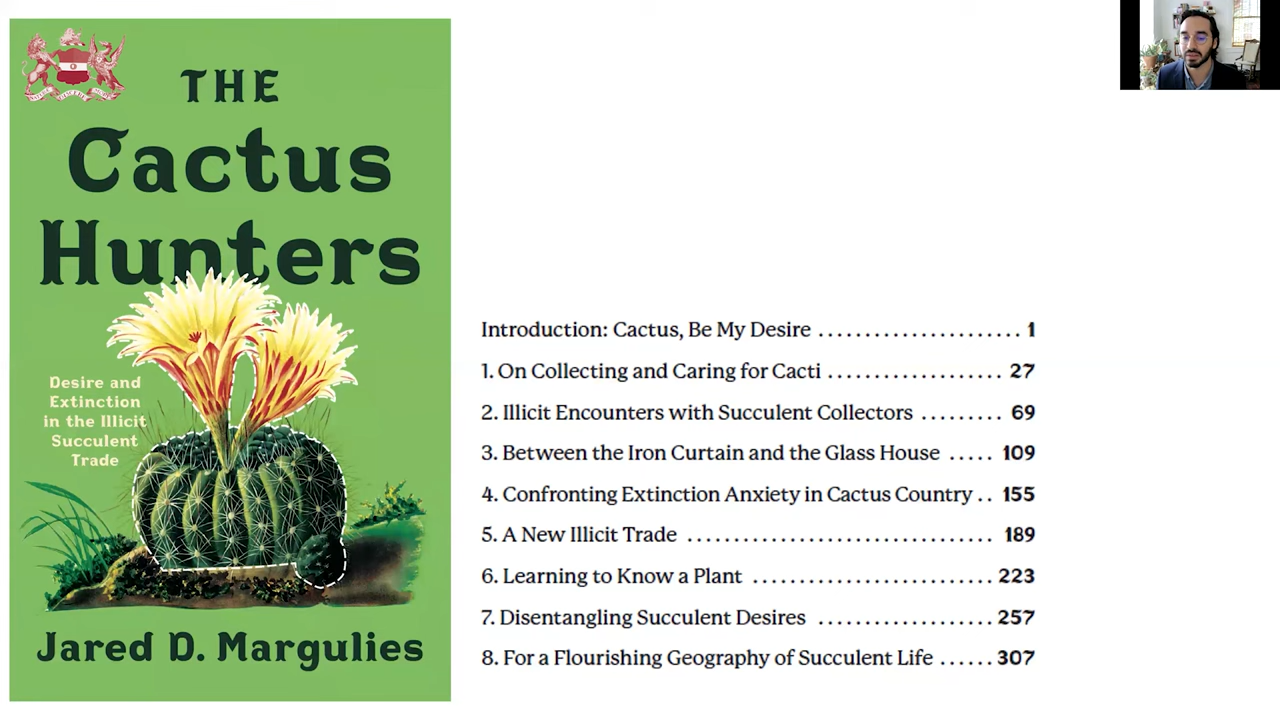 THE
Cactus
Hunters
Desire and
Extinction
in the Illicit
Succulent
Trade
Jared D. Margulies
Introduction: Cactus, Be My Desire ..................... 1
1. On Collecting and Caring for Cacti .................. 27
2. Illicit Encounters with Succulent Collectors ......... 69
3. Between the Iron Curtain and the Glass House ..... 109
4. Confronting Extinction Anxiety in Cactus Country .. 155
5. A New Illicit Trade ................................. 189
6. Learning to Know a Plant .......................... 223
7. Disentangling Succulent Desires ................... 257
8. For a Flourishing Geography of Succulent Life ...... 307